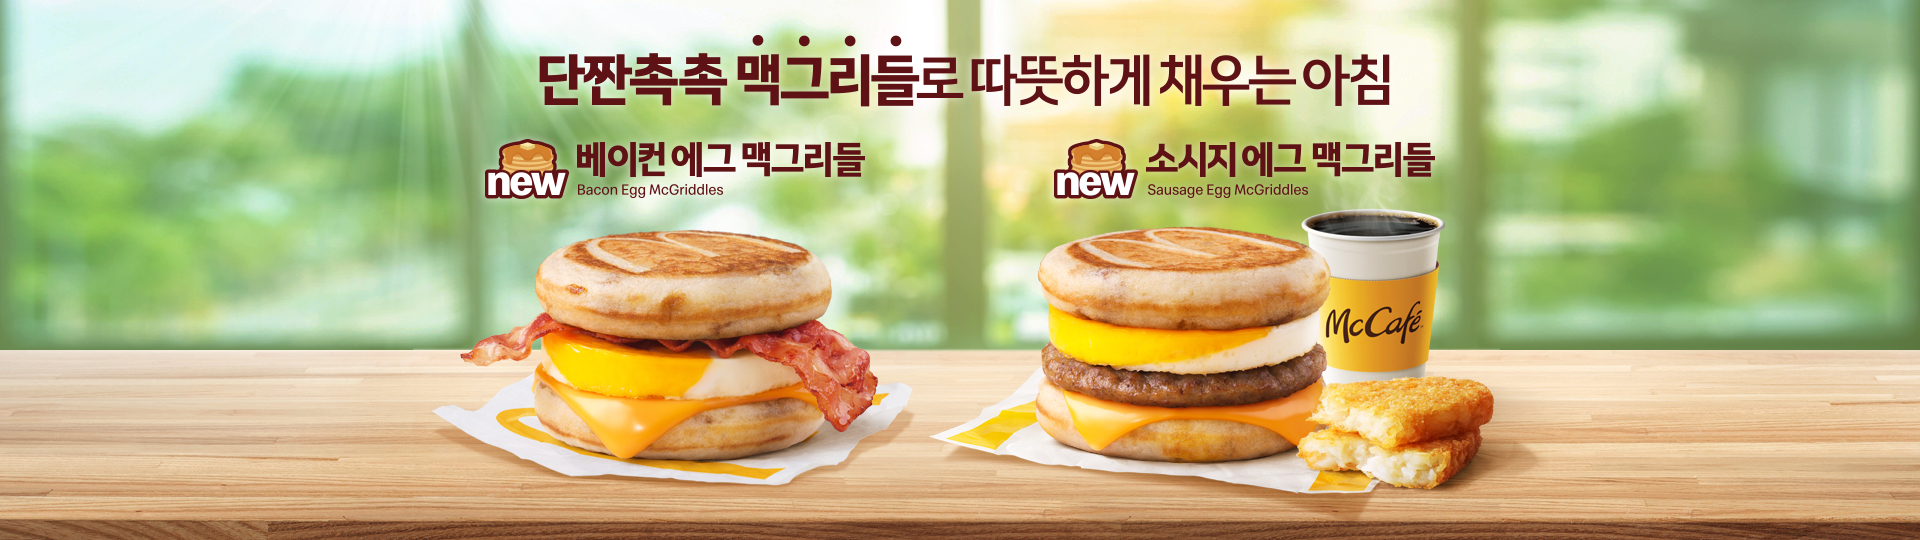 단짠촉촉 맥그리들로 따뜻하게 채우는 아침
new 베이컨 에그 맥그리들
Bacon Egg McGriddles
new 소시지 에그 맥그리들
Sausage Egg McGriddles
McCafé